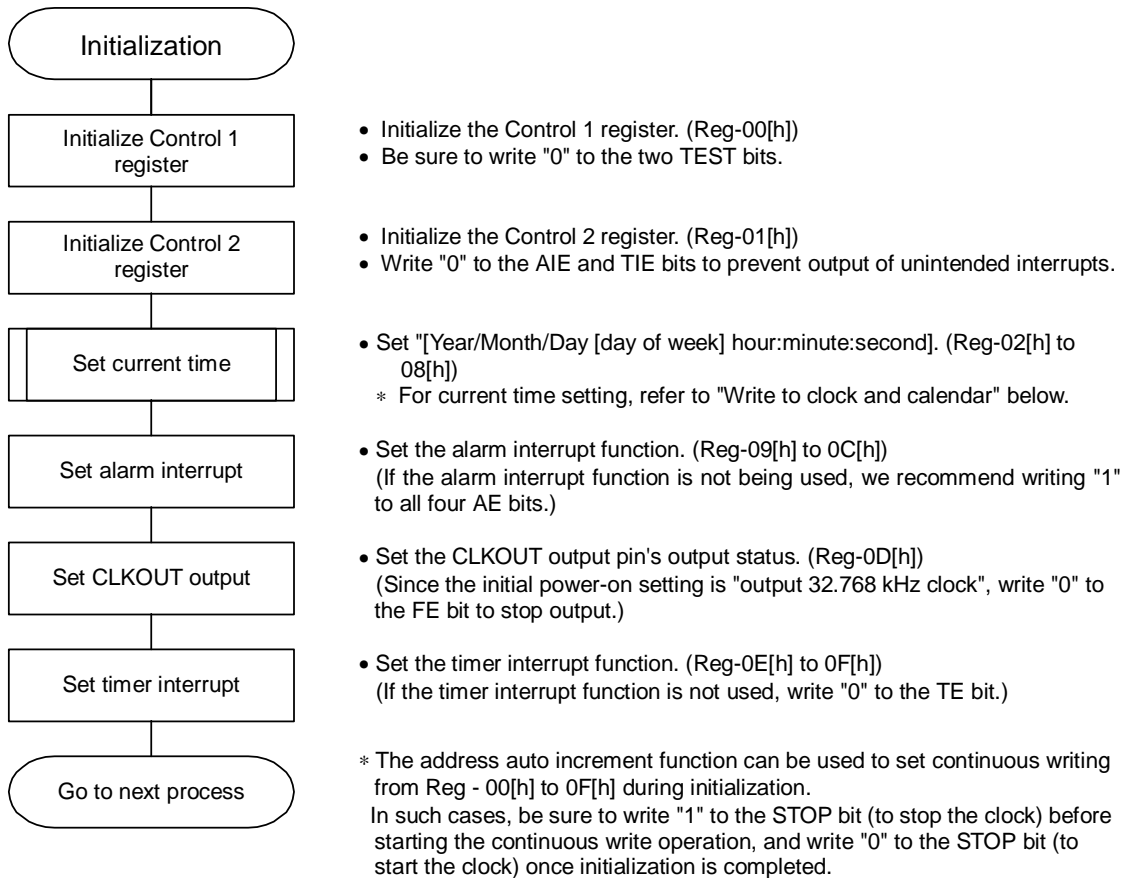 Initialization
Initialize Control 1
register
• Initialize the Control 1 register. (Reg-00[h])
• Be sure to write "0" to the two TEST bits.
Initialize Control 2
register
• Initialize the Control 2 register. (Reg-01[h])
• Write "0" to the AIE and TIE bits to prevent output of unintended interrupts.
Set current time
• Set "[Year/Month/Day [day of week] hour:minute:second]. (Reg-02[h] to
08[h])
* For current time setting, refer to "Write to clock and calendar" below.
Set alarm interrupt
• Set the alarm interrupt function. (Reg-09[h] to 0C[h])
(If the alarm interrupt function is not being used, we recommend writing "1"
to all four AE bits.)
Set CLKOUT output
• Set the CLKOUT output pin's output status. (Reg-0D[h])
(Since the initial power-on setting is "output 32.768 kHz clock", write "0" to
the FE bit to stop output.)
Set timer interrupt
• Set the timer interrupt function. (Reg-0E[h] to 0F[h])
(If the timer interrupt function is not used, write "0" to the TE bit.)
Go to next process
* The address auto increment function can be used to set continuous writing
from Reg - 00[h] to 0F[h] during initialization.
In such cases, be sure to write "1" to the STOP bit (to stop the clock) before
starting the continuous write operation, and write "0" to the STOP bit (to
start the clock) once initialization is completed.